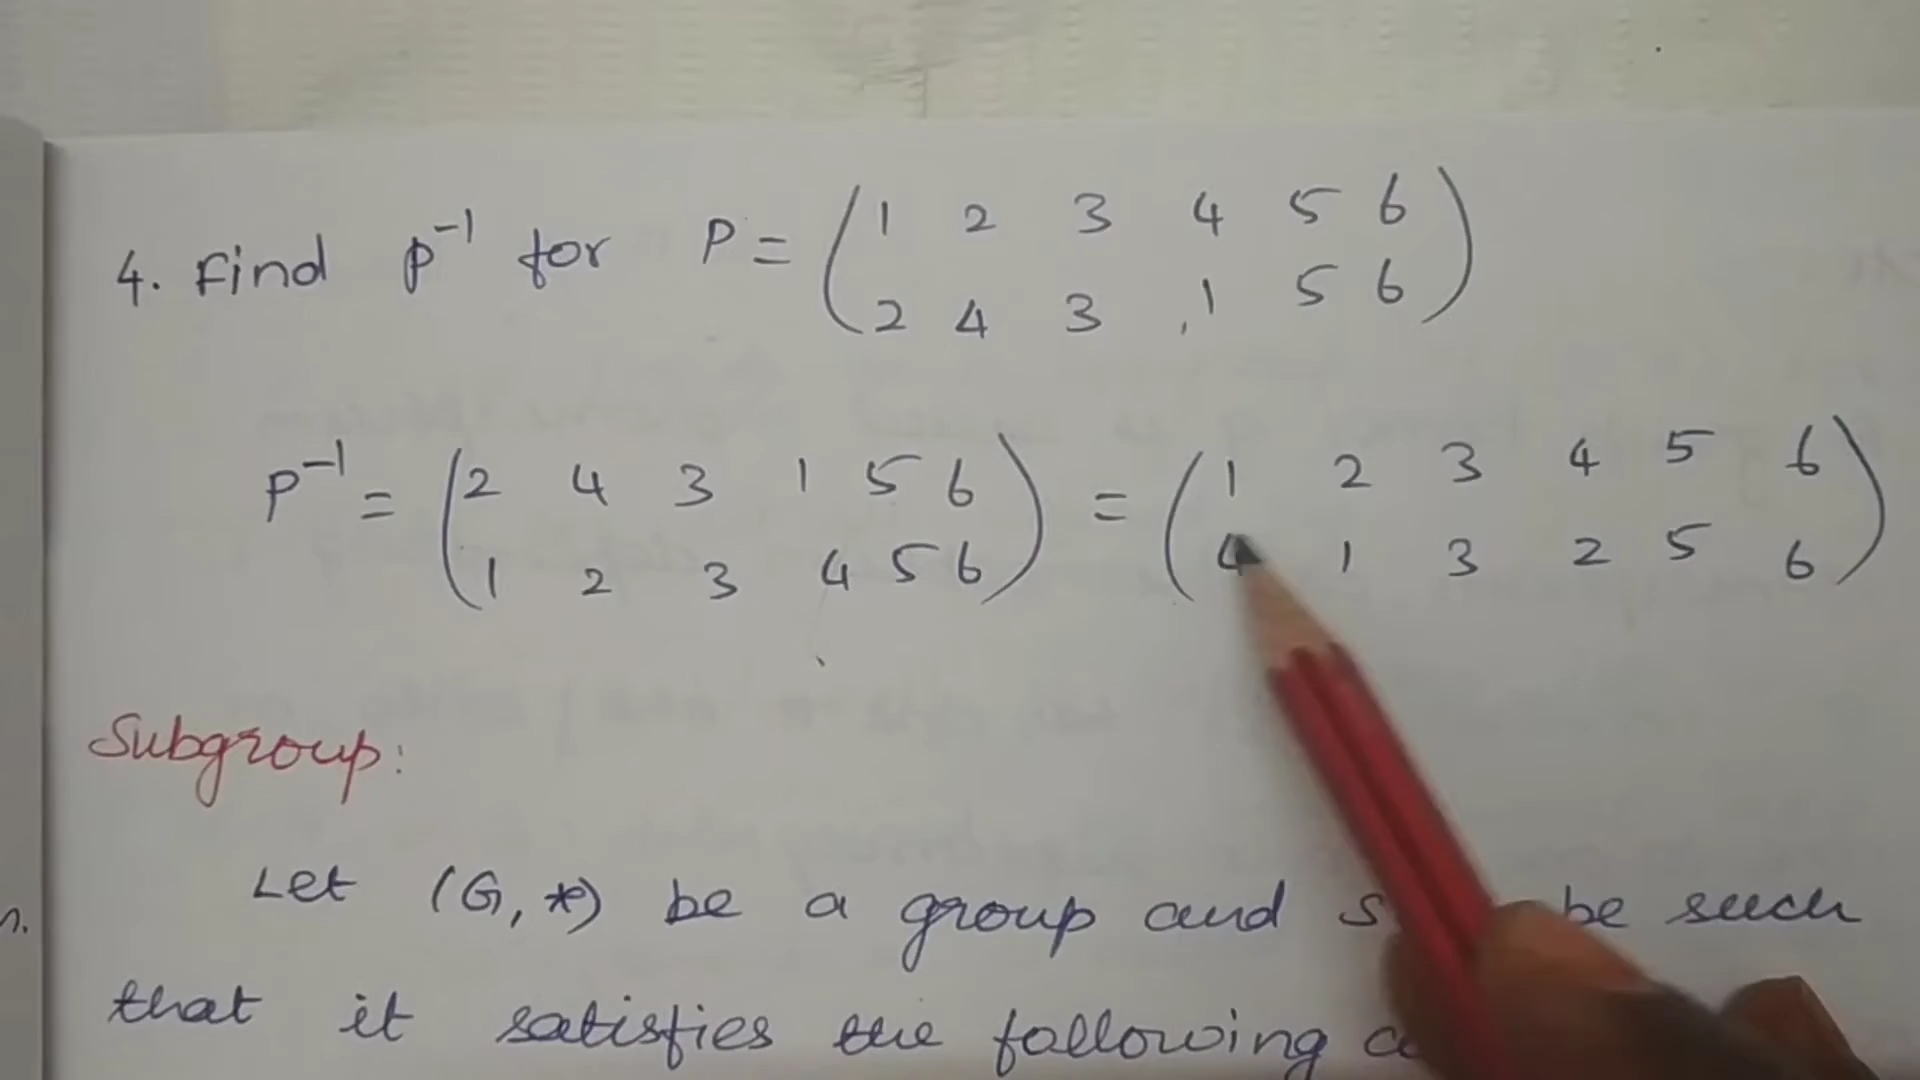 4. Find p⁻¹ for P = ( 1 2 3 4 5 6
2 4 3 , 1 5 6 )
P⁻¹ = ( 2 4 3 1 5 6 ) = ( 1 2 3 4 5 6 )
( 1 2 3 4 5 6 ) ( 4 1 3 2 5 6 )
Subgroup:
Let (G, *) be a group and be such
n.
that it satisfies the following